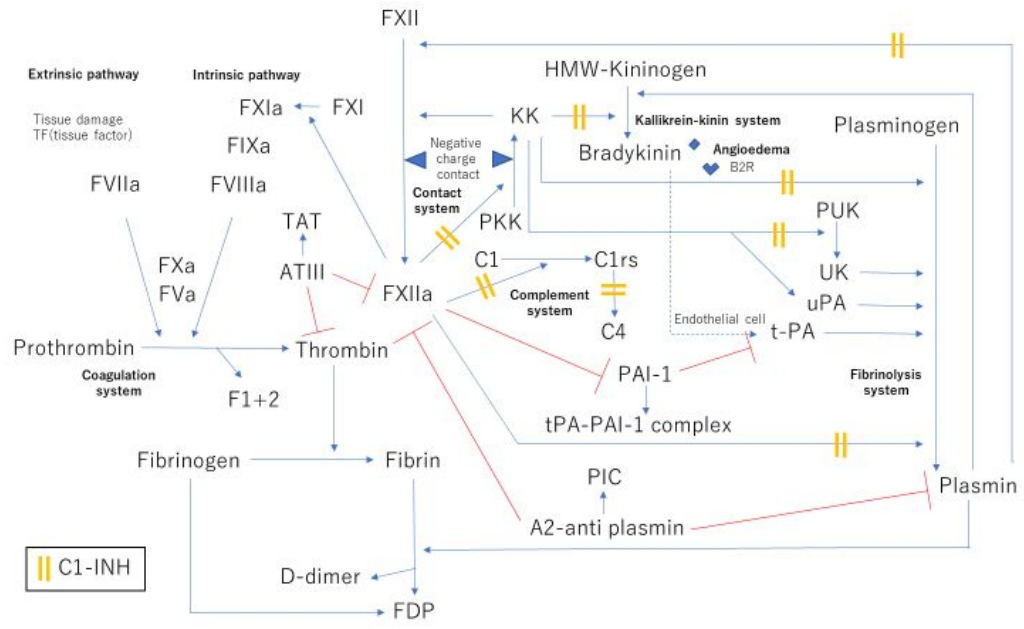 FXII
HMW-Kininogen
Extrinsic pathway
Intrinsic pathway
FXIa
FXI
KK
Tissue damage
TF(tissue factor)
Kallikrein-kinin system
Plasminogen
FIXa
Negative
charge
contact
Bradykinin
Angioedema
B2R
FVIIa
FVIIIa
Contact
system
TAT
PKK
PUK
FXa
FVa
ATIII
C1
C1rs
UK
FXIIa
Complement
system
uPA
C4
Endothelial cell
t-PA
Prothrombin
Thrombin
Coagulation
system
PAI-1
Fibrinolysis
system
F1+2
tPA-PAI-1 complex
Fibrinogen
Fibrin
PIC
Plasmin
A2-anti plasmin
C1-INH
D-dimer
FDP